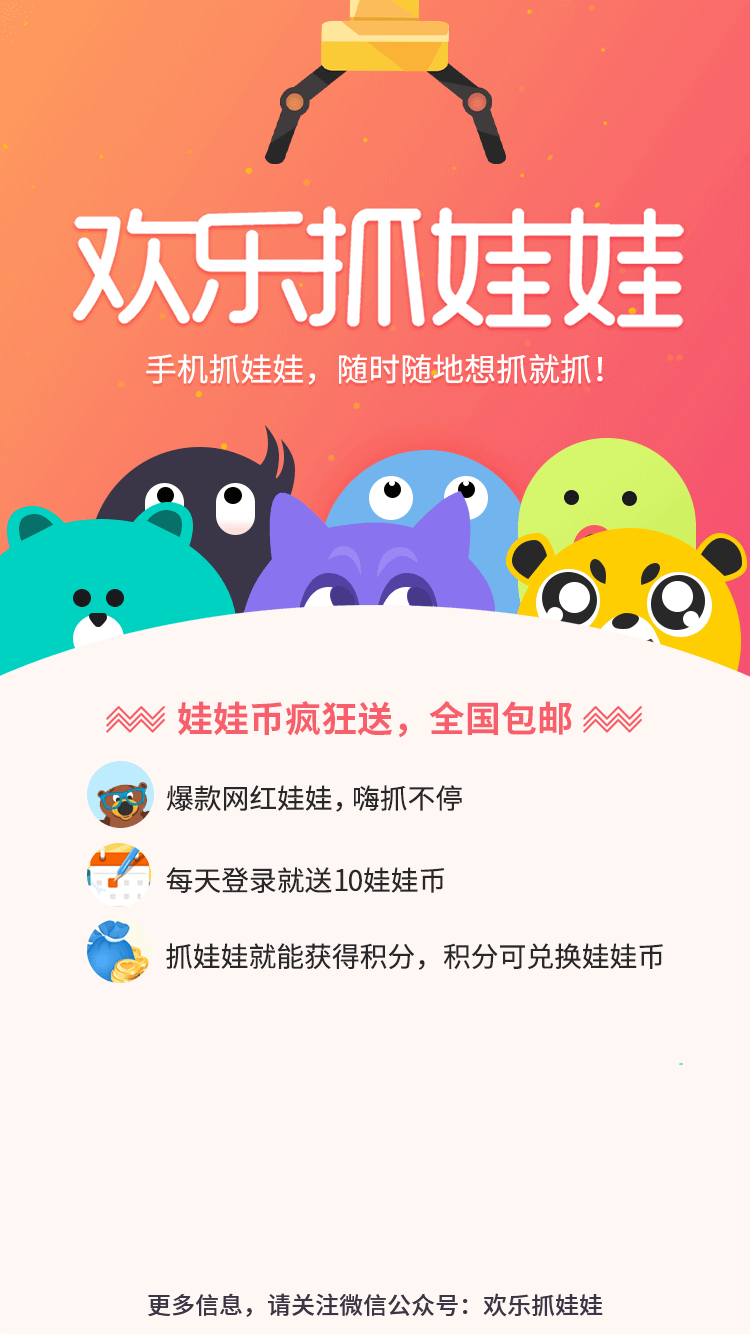 欢乐抓娃娃
手机抓娃娃，随时随地想抓就抓！
娃娃币疯狂送，全国包邮
爆款网红娃娃，嗨抓不停
每天登录就送10娃娃币
抓娃娃就能获得积分，积分可兑换娃娃币
更多信息，请关注微信公众号：欢乐抓娃娃